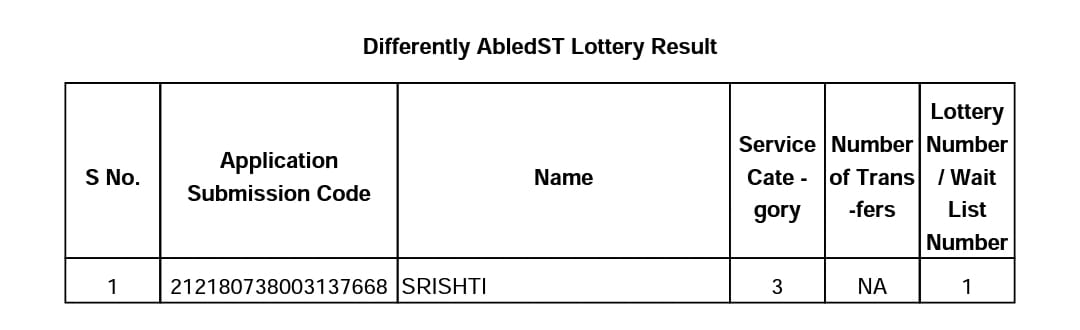 Differently AbledST Lottery Result
S No.
Application
Submission Code
Name
Service
Cate -
gory
Number
of Trans
-fers
Lottery
Number
/ Wait
List
Number
1 212180738003137668 SRISHTI 3 NA 1